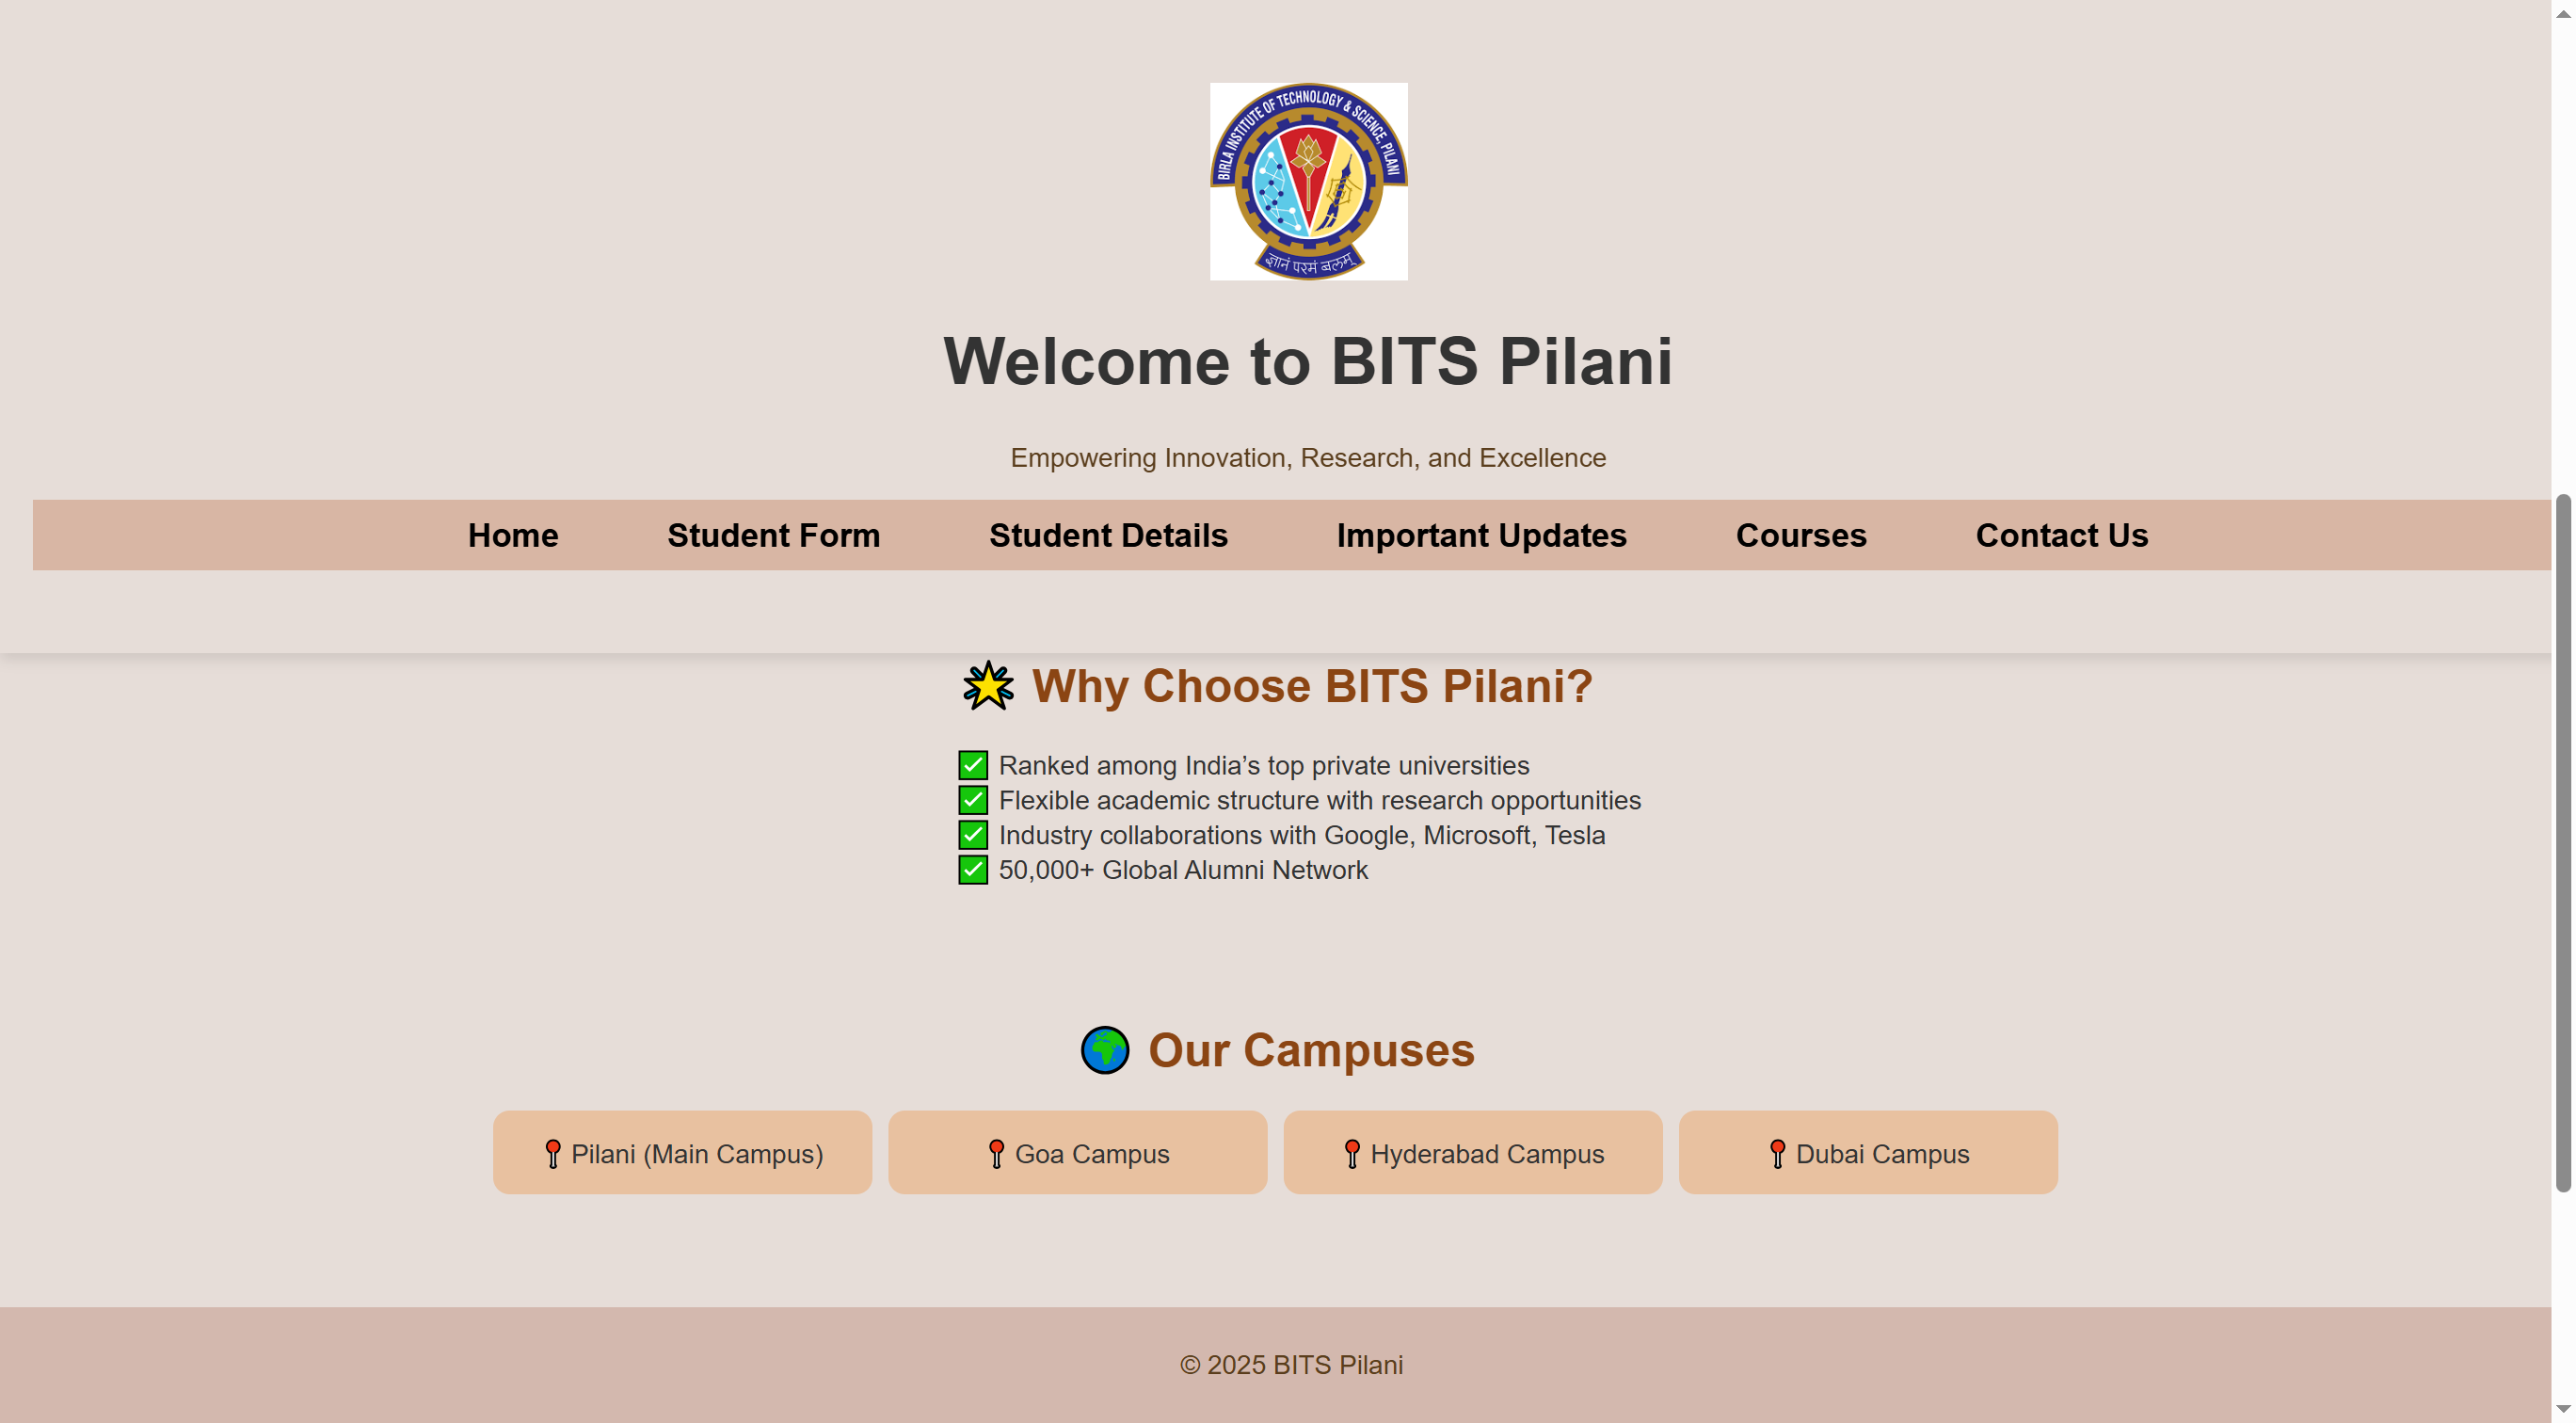 BIRLA INSTITUTE OF TECHNOLOGY & SCIENCE, PILANI
ज्ञानं परमं बलम्
Welcome to BITS Pilani
Empowering Innovation, Research, and Excellence
Home Student Form Student Details Important Updates Courses Contact Us
Why Choose BITS Pilani?
Ranked among India’s top private universities
Flexible academic structure with research opportunities
Industry collaborations with Google, Microsoft, Tesla
50,000+ Global Alumni Network
Our Campuses
Pilani (Main Campus) Goa Campus Hyderabad Campus Dubai Campus
© 2025 BITS Pilani